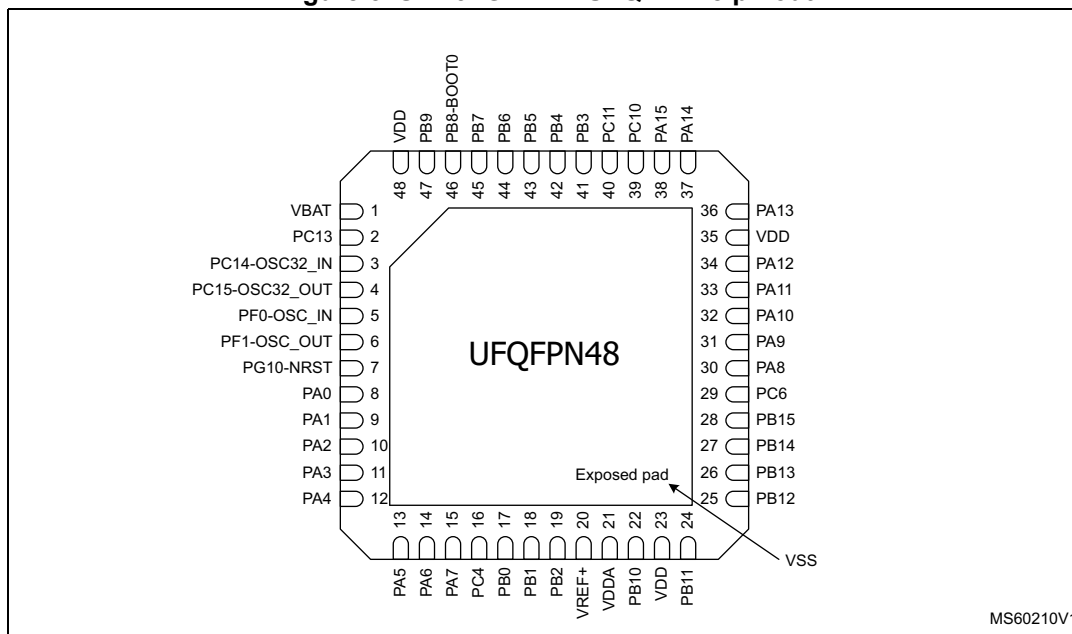 VDD
PB9
PB8-BOOT0
PB7
PB6
PB5
PB4
PB3
PC11
PC10
PA15
PA14
48
47
46
45
44
43
42
41
40
39
38
37
VBAT 1
PC13 2
PC14-OSC32_IN 3
PC15-OSC32_OUT 4
PF0-OSC_IN 5
PF1-OSC_OUT 6
PG10-NRST 7
PA0 8
PA1 9
PA2 10
PA3 11
PA4 12
36 PA13
35 VDD
34 PA12
33 PA11
32 PA10
31 PA9
30 PA8
29 PC6
28 PB15
27 PB14
26 PB13
25 PB12
UFQFPN48
Exposed pad
13
14
15
16
17
18
19
20
21
22
23
24
PA5
PA6
PA7
PC4
PB0
PB1
PB2
VREF+
VDDA
PB10
VDD
PB11
VSS
MS60210V1